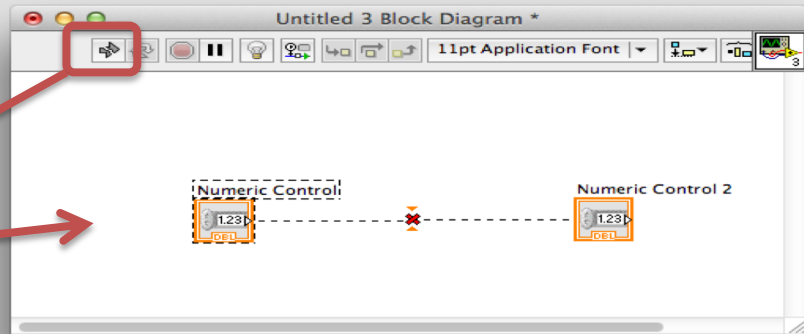 Untitled 3 Block Diagram *
11pt Application Font
3
Numeric Control
Numeric Control 2
1.23
1.23
DBL
DBL